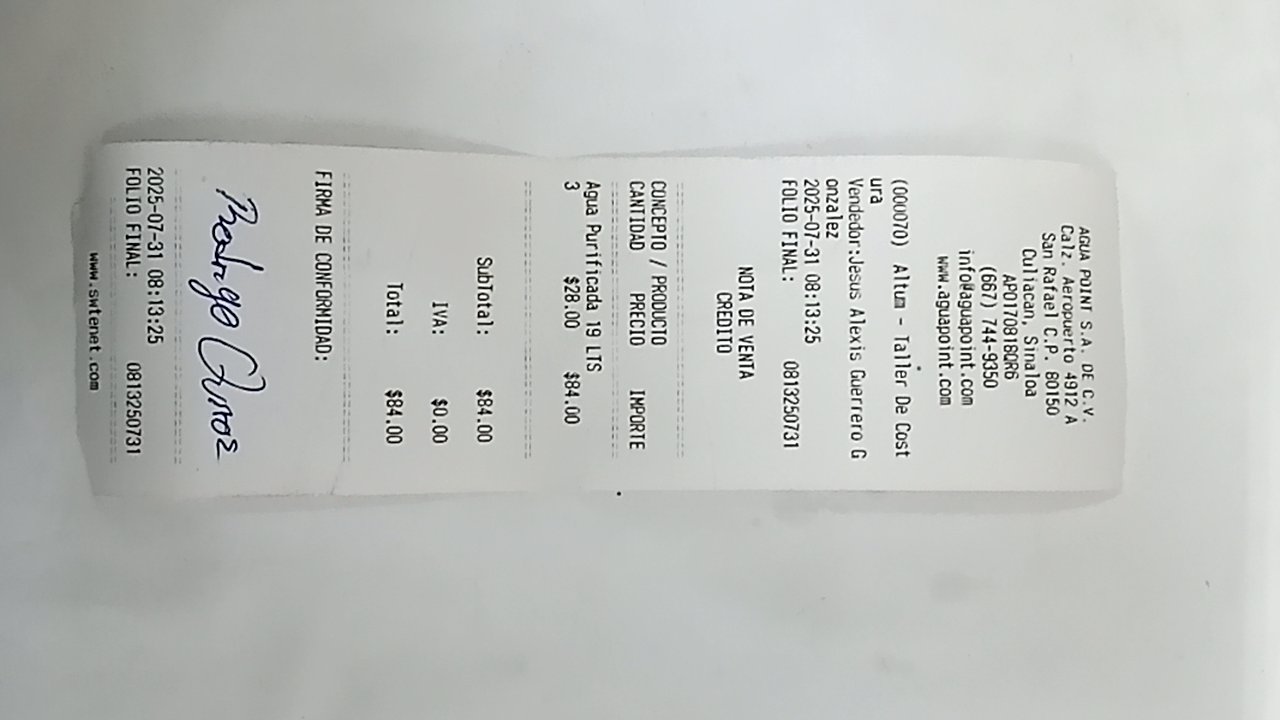 AGUA POINT S.A. DE C.V.
Calz. Aeropuerto 4912 A
San Rafael C.P. 80150
Culiacan, Sinaloa
APO170818QR6
(667) 744-9350
info@aguapoint.com
www.aguapoint.com
(000070) Altum - Taller De Cost
ura
Vendedor:Jesus Alexis Guerrero G
onzalez
2025-07-31 08:13:25
FOLIO FINAL: 0813250731
NOTA DE VENTA
CREDITO
CONCEPTO / PRODUCTO
CANTIDAD PRECIO IMPORTE
Agua Purificada 19 LTS
3 $28.00 $84.00
SubTotal: $84.00
IVA: $0.00
Total: $84.00
FIRMA DE CONFORMIDAD:
Rodrigo Quiroz
2025-07-31 08:13:25
FOLIO FINAL: 0813250731
www.swtenet.com